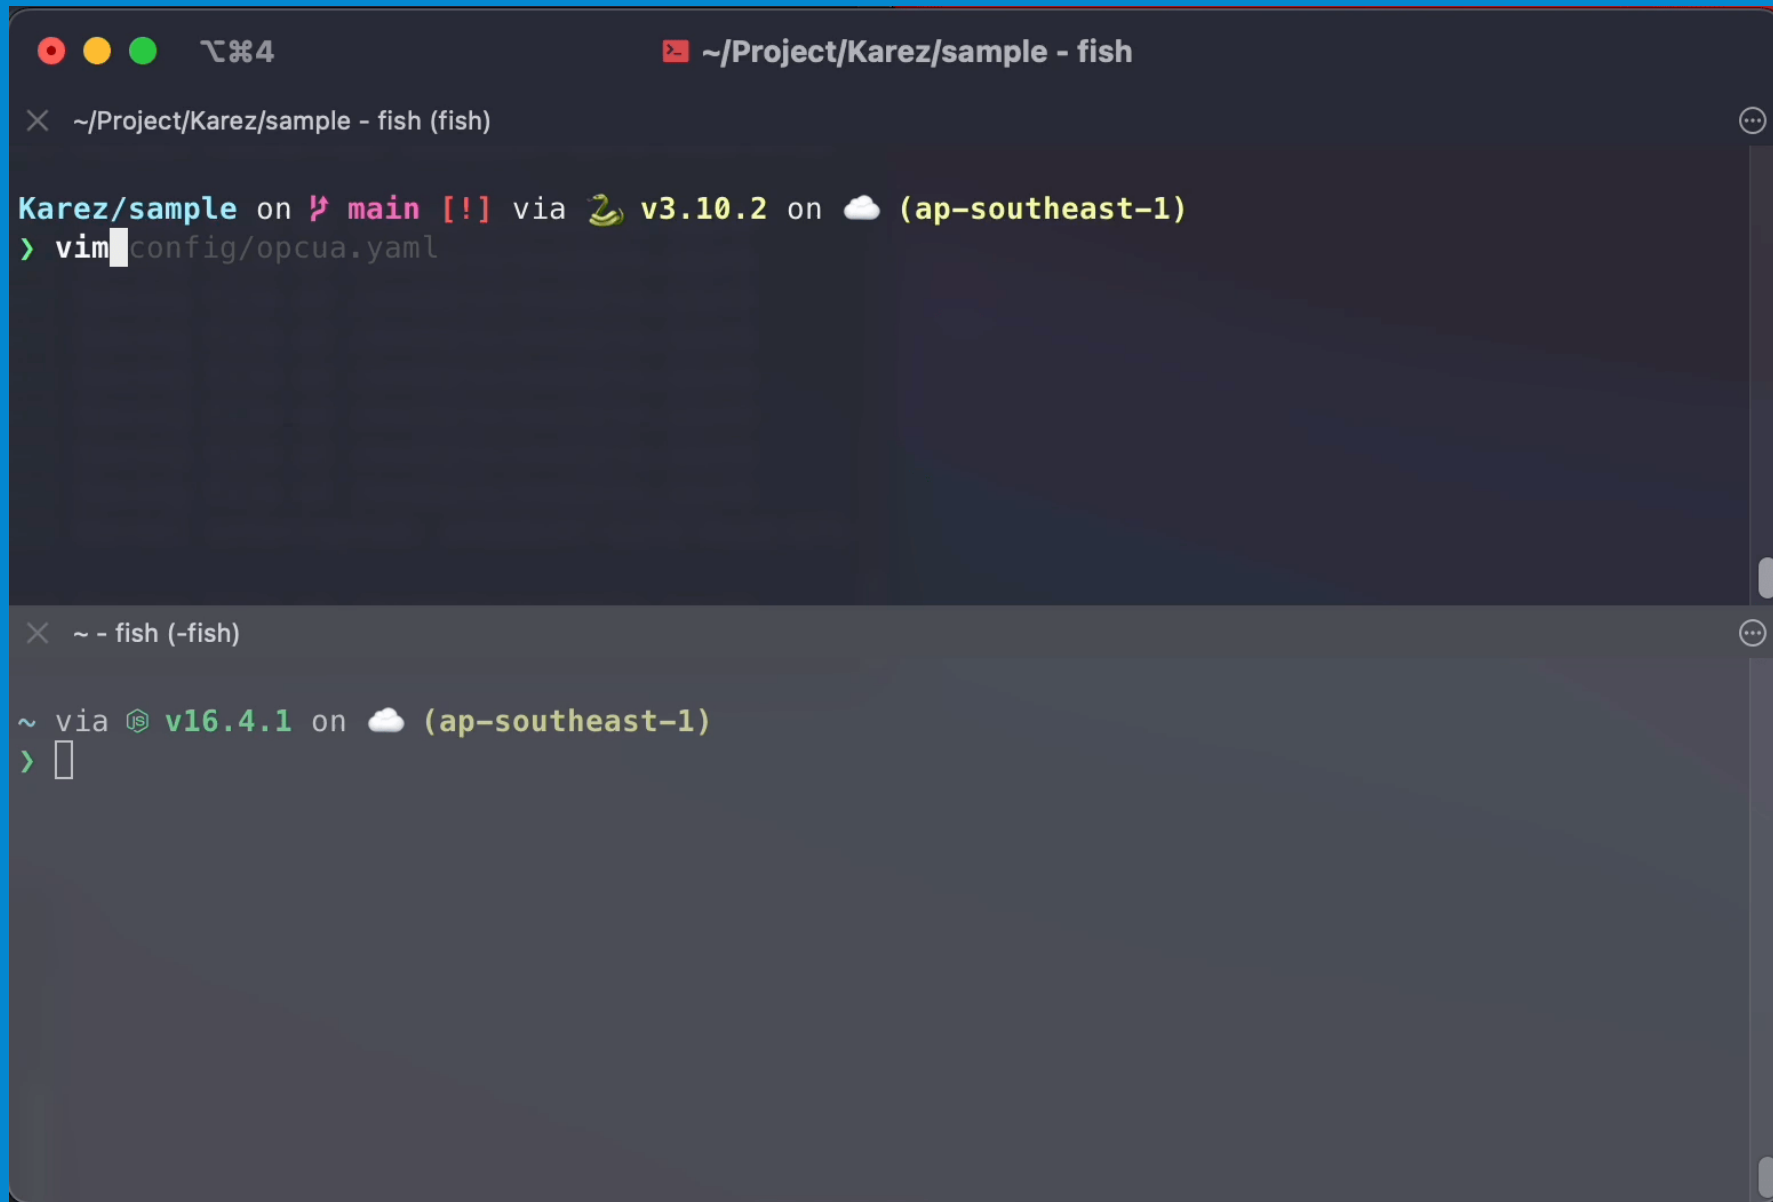 ⌥⌘4
~/Project/Karez/sample - fish
~/Project/Karez/sample - fish (fish)
Karez/sample on main [!] via 🐍 v3.10.2 on ☁️ (ap-southeast-1)
❯ vim config/opcua.yaml
~ - fish (-fish)
~ via v16.4.1 on ☁️ (ap-southeast-1)
❯